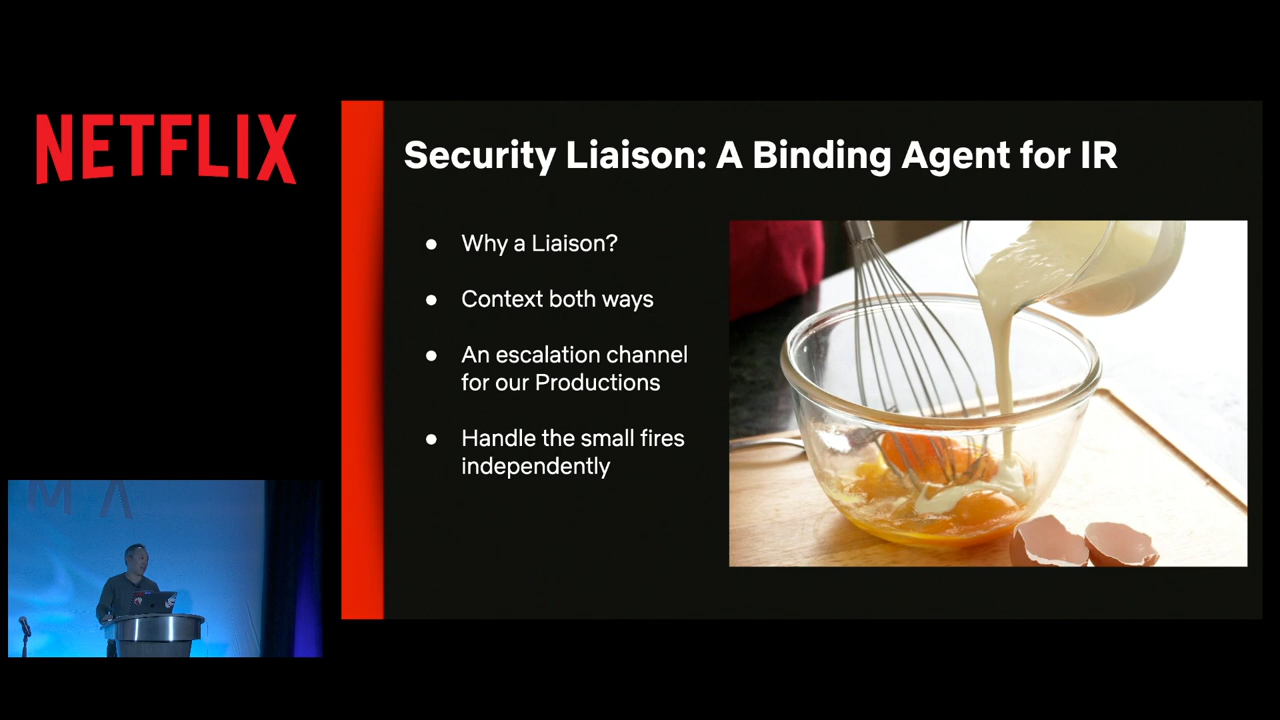 NETFLIX
Security Liaison: A Binding Agent for IR
● Why a Liaison?
● Context both ways
● An escalation channel
for our Productions
● Handle the small fires
independently
M A